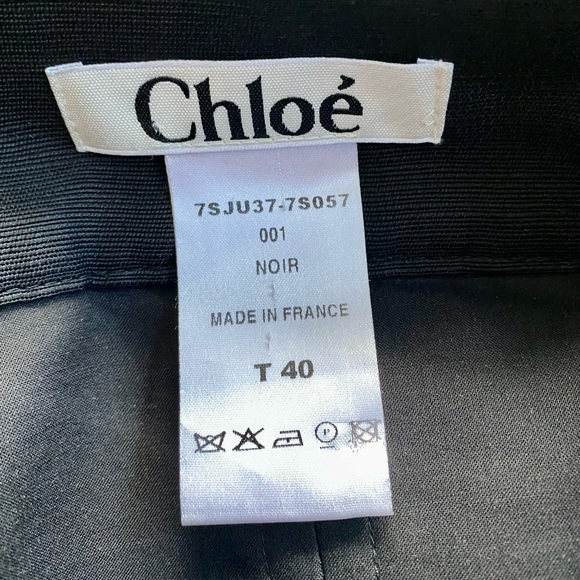 Chloé
7SJU37-7S057
001
NOIR
MADE IN FRANCE
T 40
P